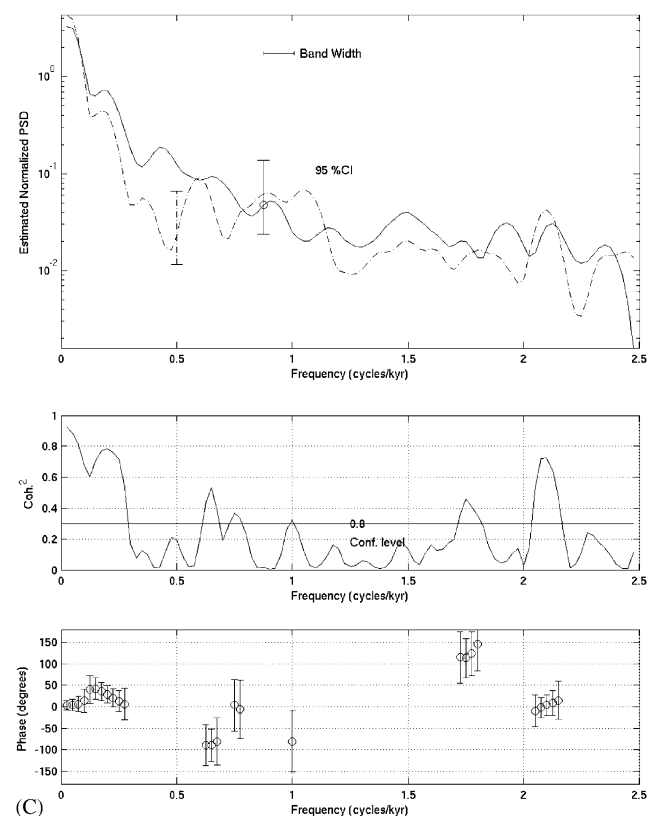 10^0
10^-1
10^-2
Estimated Normalized PSD
Band Width
95 %CI
0 0.5 1 1.5 2 2.5
Frequency (cycles/kyr)
1
0.8
0.6
0.4
0.2
0
Coh.^2
0.8
Conf. level
0 0.5 1 1.5 2 2.5
Frequency (cycles/kyr)
150
100
50
0
-50
-100
-150
Phase (degrees)
0 0.5 1 1.5 2 2.5
Frequency (cycles/kyr)
(C)